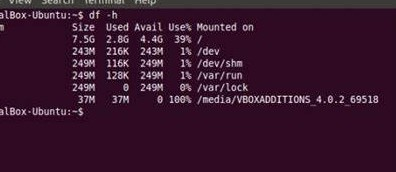 View Search Terminal Help
alBox-Ubuntu:~$ df -h
m Size Used Avail Use% Mounted on
7.5G 2.8G 4.4G 39% /
243M 216K 243M 1% /dev
249M 116K 249M 1% /dev/shm
249M 128K 249M 1% /var/run
249M 0 249M 0% /var/lock
37M 37M 0 100% /media/VBOXADDITIONS_4.0.2_69518
alBox-Ubuntu:~$